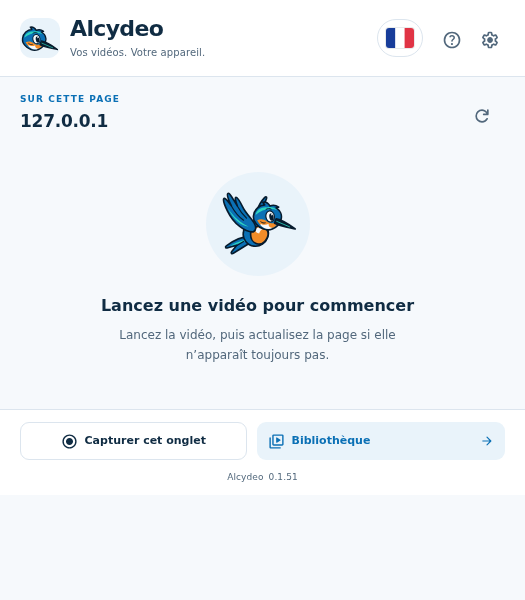 Alcydeo
Vos vidéos. Votre appareil.
SUR CETTE PAGE
127.0.0.1
Lancez une vidéo pour commencer
Lancez la vidéo, puis actualisez la page si elle
n’apparaît toujours pas.
Capturer cet onglet
Bibliothèque
Alcydeo 0.1.51